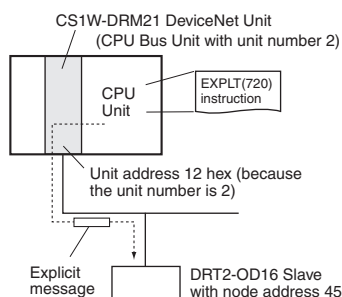 CS1W-DRM21 DeviceNet Unit
(CPU Bus Unit with unit number 2)
CPU
Unit
EXPLT(720)
instruction
Unit address 12 hex (because
the unit number is 2)
Explicit
message
DRT2-OD16 Slave
with node address 45